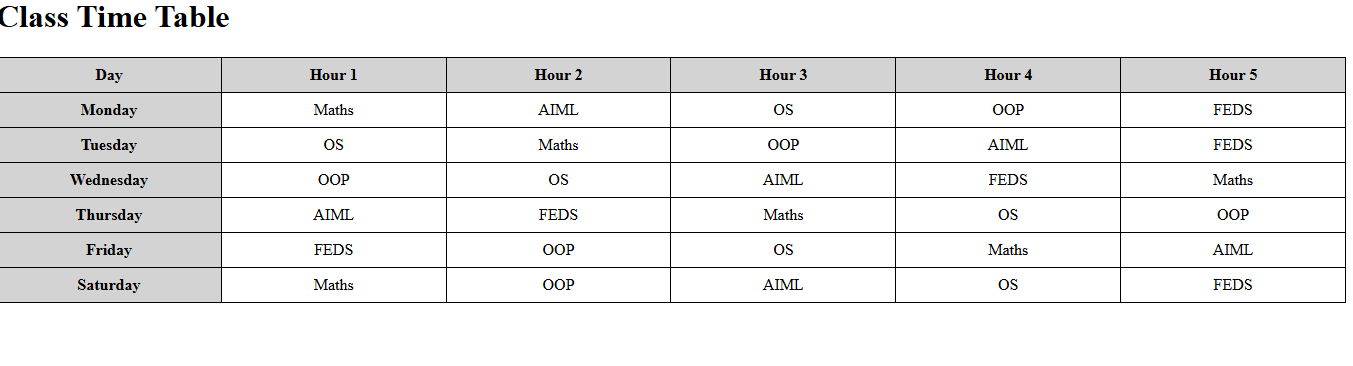 Class Time Table
Day Hour 1 Hour 2 Hour 3 Hour 4 Hour 5
Monday Maths AIML OS OOP FEDS
Tuesday OS Maths OOP AIML FEDS
Wednesday OOP OS AIML FEDS Maths
Thursday AIML FEDS Maths OS OOP
Friday FEDS OOP OS Maths AIML
Saturday Maths OOP AIML OS FEDS